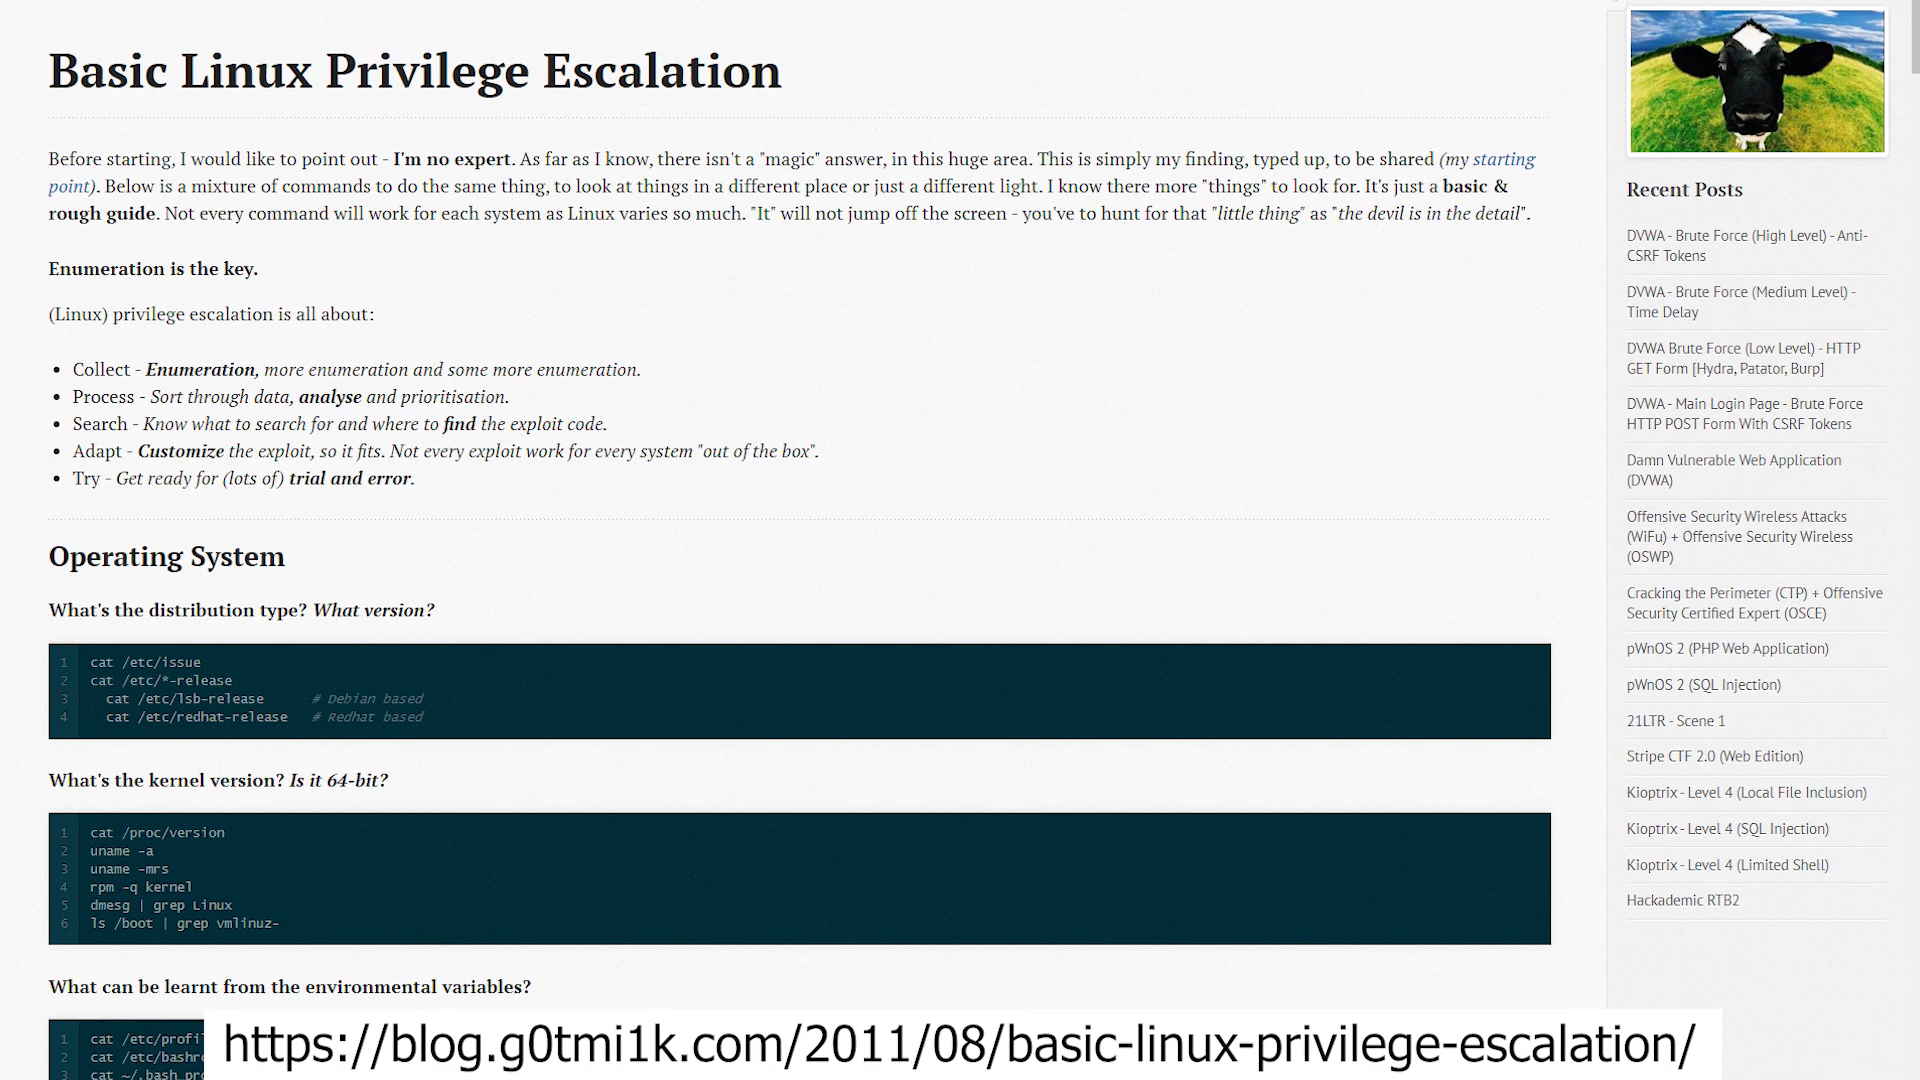 Basic Linux Privilege Escalation
Before starting, I would like to point out - I'm no expert. As far as I know, there isn't a "magic" answer, in this huge area. This is simply my finding, typed up, to be shared (my starting
point). Below is a mixture of commands to do the same thing, to look at things in a different place or just a different light. I know there more "things" to look for. It's just a basic &
rough guide. Not every command will work for each system as Linux varies so much. "It" will not jump off the screen - you've to hunt for that "little thing" as "the devil is in the detail".
Enumeration is the key.
(Linux) privilege escalation is all about:
• Collect - Enumeration, more enumeration and some more enumeration.
• Process - Sort through data, analyse and prioritisation.
• Search - Know what to search for and where to find the exploit code.
• Adapt - Customize the exploit, so it fits. Not every exploit work for every system "out of the box".
• Try - Get ready for (lots of) trial and error.
Operating System
What's the distribution type? What version?
1 cat /etc/issue
2 cat /etc/*-release
3 cat /etc/lsb-release # Debian based
4 cat /etc/redhat-release # Redhat based
What's the kernel version? Is it 64-bit?
1 cat /proc/version
2 uname -a
3 uname -mrs
4 rpm -q kernel
5 dmesg | grep Linux
6 ls /boot | grep vmlinuz-
What can be learnt from the environmental variables?
1 cat /etc/profi
2 cat /etc/bashr
3 cat ~/.bash_pr
https://blog.g0tmi1k.com/2011/08/basic-linux-privilege-escalation/
Recent Posts
DVWA - Brute Force (High Level) - Anti-
CSRF Tokens
DVWA - Brute Force (Medium Level) -
Time Delay
DVWA Brute Force (Low Level) - HTTP
GET Form [Hydra, Patator, Burp]
DVWA - Main Login Page - Brute Force
HTTP POST Form With CSRF Tokens
Damn Vulnerable Web Application
(DVWA)
Offensive Security Wireless Attacks
(WiFu) + Offensive Security Wireless
(OSWP)
Cracking the Perimeter (CTP) + Offensive
Security Certified Expert (OSCE)
pWnOS 2 (PHP Web Application)
pWnOS 2 (SQL Injection)
21LTR - Scene 1
Stripe CTF 2.0 (Web Edition)
Kioptrix - Level 4 (Local File Inclusion)
Kioptrix - Level 4 (SQL Injection)
Kioptrix - Level 4 (Limited Shell)
Hackademic RTB2